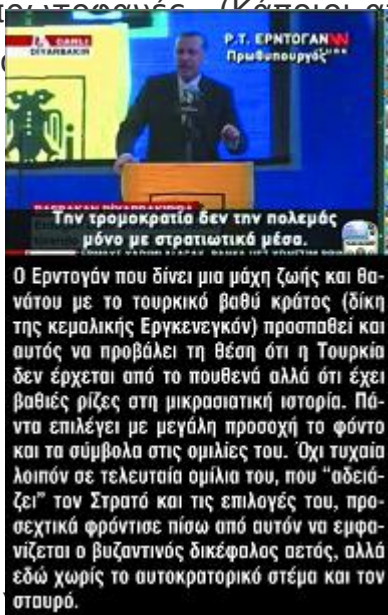 CANLI
DİYARBAKIR
Ρ.Τ. ΕΡΝΤΟΓΑΝ
Πρωθυπουργός
Την τρομοκρατία δεν την πολεμάς
μόνο με στρατιωτικά μέσα.
Ο Ερντογάν που δίνει μια μάχη ζωής και θα-
νάτου με το τουρκικό βαθύ κράτος (δίκη
της κεμαλικής Εργκενεγκόν) προσπαθεί και
αυτός να προβάλει τη θέση ότι η Τουρκία
δεν έρχεται από το πουθενά αλλά ότι έχει
βαθιές ρίζες στη μικρασιατική ιστορία. Πά-
ντα επιλέγει με μεγάλη προσοχή το φόντο
και τα σύμβολα στις ομιλίες του. Όχι τυχαία
λοιπόν σε τελευταία ομιλία του, που "αδειά-
ζει" τον Στρατό και τις επιλογές του, προ-
σεχτικά φρόντισε πίσω από αυτόν να εμφα-
νίζεται ο βυζαντινός δικέφαλος αετός, αλλά
εδώ χωρίς το αυτοκρατορικό στέμα και τον
σταυρό.